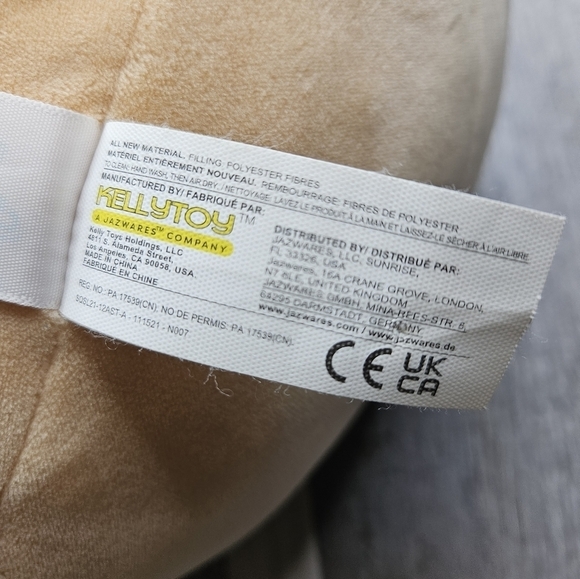 ALL NEW MATERIAL, FILLING: POLYESTER FIBRES
MATÉRIEL ENTIÈREMENT NOUVEAU. REMBOURRAGE: FIBRES DE POLYESTER
TO CLEAN: HAND WASH, THEN AIR DRY. / NETTOYAGE: LAVEZ LE PRODUIT À LA MAIN ET LAISSEZ-LE SÉCHER À L'AIR LIBRE.
MANUFACTURED BY/ FABRIQUÉ PAR:
KELLYTOY™
A JAZWARES™ COMPANY
Kelly Toys Holdings, LLC
4811 S. Alameda Street,
Los Angeles, CA 90058, USA
MADE IN CHINA
FABRIQUÉ EN CHINE
DISTRIBUTED BY/ DISTRIBUÉ PAR:
JAZWARES, LLC, SUNRISE,
FL 33326, USA
Jazwares, 16A CRANE GROVE, LONDON,
N7 8LE, UNITED KINGDOM
JAZWARES GMBH, MINA-REES-STR. 8,
64295 DARMSTADT, GERMANY
www.jazwares.com / www.jazwares.de
REG. NO.: PA 17539(CN). NO DE PERMIS: PA 17539(CN).
SDSL21-12AST-A - 111521 - N007
CE UK
CA